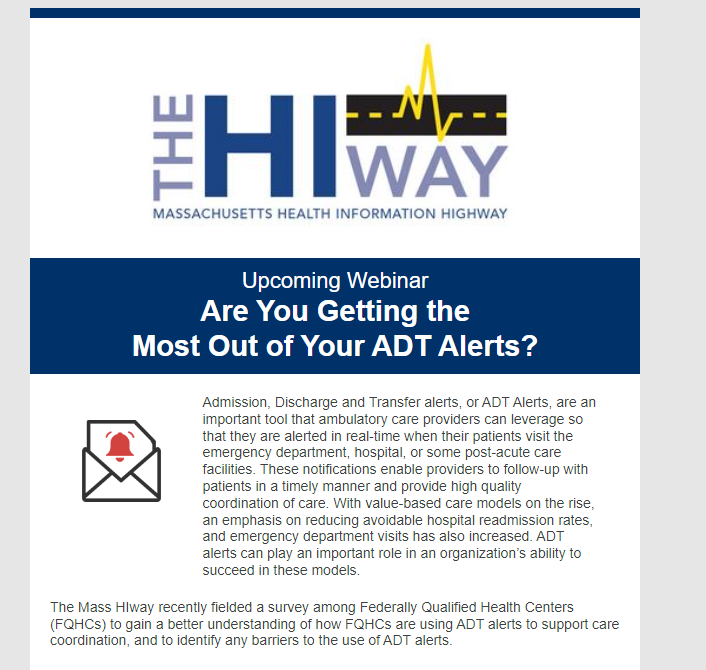 THE HIWAY
MASSACHUSETTS HEALTH INFORMATION HIGHWAY
Upcoming Webinar
Are You Getting the
Most Out of Your ADT Alerts?
Admission, Discharge and Transfer alerts, or ADT Alerts, are an
important tool that ambulatory care providers can leverage so
that they are alerted in real-time when their patients visit the
emergency department, hospital, or some post-acute care
facilities. These notifications enable providers to follow-up with
patients in a timely manner and provide high quality
coordination of care. With value-based care models on the rise,
an emphasis on reducing avoidable hospital readmission rates,
and emergency department visits has also increased. ADT
alerts can play an important role in an organization's ability to
succeed in these models.
The Mass HIway recently fielded a survey among Federally Qualified Health Centers
(FQHCs) to gain a better understanding of how FQHCs are using ADT alerts to support care
coordination, and to identify any barriers to the use of ADT alerts.